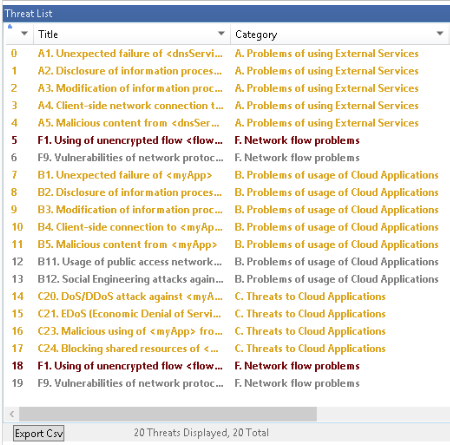 Threat List
Title Category
0 A1. Unexpected failure of <dnsServi... A. Problems of using External Services
1 A2. Disclosure of information proces... A. Problems of using External Services
2 A3. Modification of information proc... A. Problems of using External Services
3 A4. Client-side network connection t... A. Problems of using External Services
4 A5. Malicious content from <dnsSer... A. Problems of using External Services
5 F1. Using of unencrypted flow <flow... F. Network flow problems
6 F9. Vulnerabilities of network protoc... F. Network flow problems
7 B1. Unexpected failure of <myApp> B. Problems of usage of Cloud Applications
8 B2. Disclosure of information proces... B. Problems of usage of Cloud Applications
9 B3. Modification of information proc... B. Problems of usage of Cloud Applications
10 B4. Client-side connection to <myAp... B. Problems of usage of Cloud Applications
11 B5. Malicious content from <myApp> B. Problems of usage of Cloud Applications
12 B11. Usage of public access network... B. Problems of usage of Cloud Applications
13 B12. Social Engineering attacks again... B. Problems of usage of Cloud Applications
14 C20. DoS/DDoS attack against <myA... C. Threats to Cloud Applications
15 C21. EDoS (Economic Denial of Servi... C. Threats to Cloud Applications
16 C23. Malicious using of <myApp> fro... C. Threats to Cloud Applications
17 C24. Blocking shared resources of <... C. Threats to Cloud Applications
18 F1. Using of unencrypted flow <flow... F. Network flow problems
19 F9. Vulnerabilities of network protoc... F. Network flow problems
Export Csv 20 Threats Displayed, 20 Total